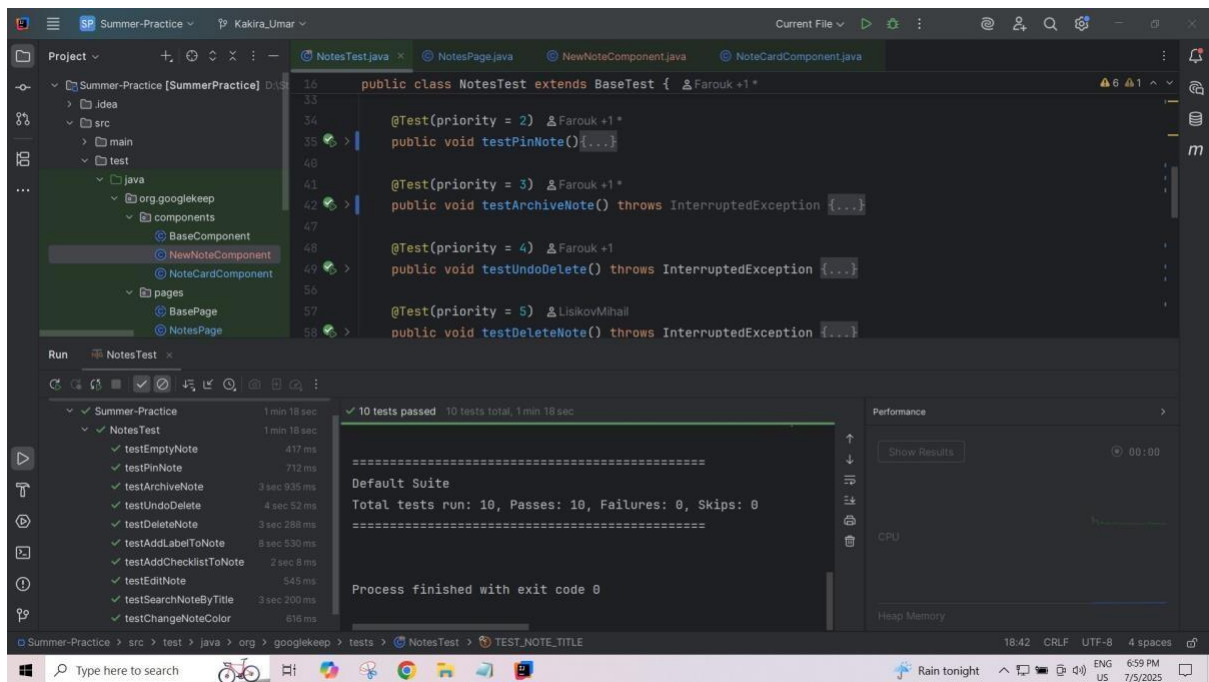 SP Summer-Practice
Kakira_Umar
Current File
Project
NotesTest.java
NotesPage.java
NewNoteComponent.java
NoteCardComponent.java
Summer-Practice [SummerPractice] D:\St
.idea
src
main
test
java
org.googlekeep
components
BaseComponent
NewNoteComponent
NoteCardComponent
pages
BasePage
NotesPage
16 public class NotesTest extends BaseTest { Farouk +1 *
6 1
33
34 @Test(priority = 2) Farouk +1 *
35 public void testPinNote(){...}
40
41 @Test(priority = 3) Farouk +1 *
42 public void testArchiveNote() throws InterruptedException {...}
47
48 @Test(priority = 4) Farouk +1
49 public void testUndoDelete() throws InterruptedException {...}
56
57 @Test(priority = 5) LisikovMihail
58 public void testDeleteNote() throws InterruptedException {...}
m
Run NotesTest
Summer-Practice 1 min 18 sec
NotesTest 1 min 18 sec
testEmptyNote 417 ms
testPinNote 712 ms
testArchiveNote 3 sec 935 ms
testUndoDelete 4 sec 52 ms
testDeleteNote 3 sec 288 ms
testAddLabelToNote 8 sec 530 ms
testAddChecklistToNote 2 sec 8 ms
testEditNote 545 ms
testSearchNoteByTitle 3 sec 200 ms
testChangeNoteColor 616 ms
10 tests passed 10 tests total, 1 min 18 sec
===============================================
Default Suite
Total tests run: 10, Passes: 10, Failures: 0, Skips: 0
===============================================
Process finished with exit code 0
Performance
Show Results 00:00
CPU
Heap Memory
Summer-Practice > src > test > java > org > googlekeep > tests > NotesTest > TEST_NOTE_TITLE
18:42 CRLF UTF-8 4 spaces
Type here to search
Rain tonight
ENG
US
6:59 PM
7/5/2025